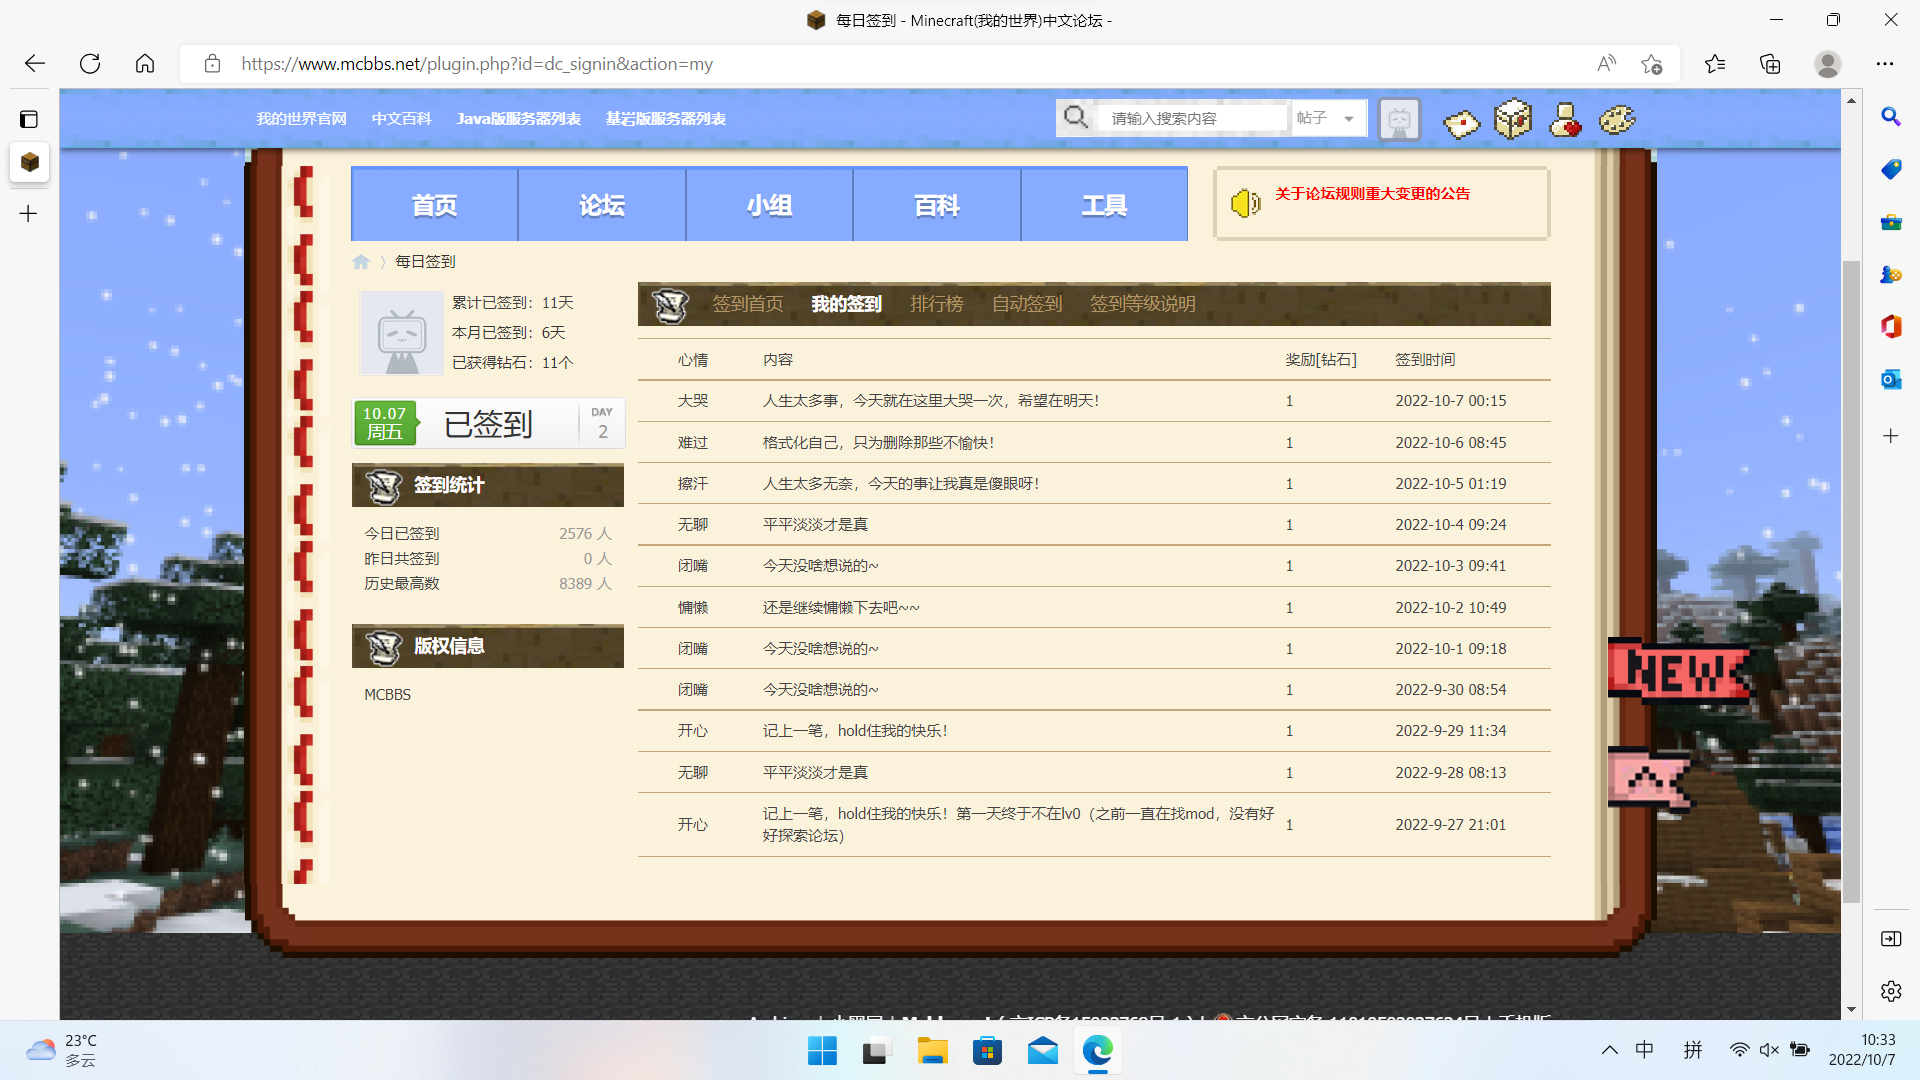 每日签到 - Minecraft(我的世界)中文论坛 -
https://www.mcbbs.net/plugin.php?id=dc_signin&action=my
我的世界官网 中文百科 Java版服务器列表 基岩版服务器列表 请输入搜索内容 帖子
首页 论坛 小组 百科 工具
关于论坛规则重大变更的公告
每日签到
累计已签到：11天
本月已签到：6天
已获得钻石：11个
10.07
周五
已签到
DAY
2
签到统计
今日已签到 2576 人
昨日共签到 0 人
历史最高数 8389 人
版权信息
MCBBS
签到首页 我的签到 排行榜 自动签到 签到等级说明
心情 内容 奖励[钻石] 签到时间
大哭 人生太多事，今天就在这里大哭一次，希望在明天！ 1 2022-10-7 00:15
难过 格式化自己，只为删除那些不愉快！ 1 2022-10-6 08:45
擦汗 人生太多无奈，今天的事让我真是傻眼呀！ 1 2022-10-5 01:19
无聊 平平淡淡才是真 1 2022-10-4 09:24
闭嘴 今天没啥想说的~ 1 2022-10-3 09:41
慵懒 还是继续慵懒下去吧~~ 1 2022-10-2 10:49
闭嘴 今天没啥想说的~ 1 2022-10-1 09:18
闭嘴 今天没啥想说的~ 1 2022-9-30 08:54
开心 记上一笔，hold住我的快乐！ 1 2022-9-29 11:34
无聊 平平淡淡才是真 1 2022-9-28 08:13
开心 记上一笔，hold住我的快乐！第一天终于不在lv0（之前一直在找mod，没有好
好探索论坛） 1 2022-9-27 21:01
NEW
23°C
多云
中 拼
10:33
2022/10/7